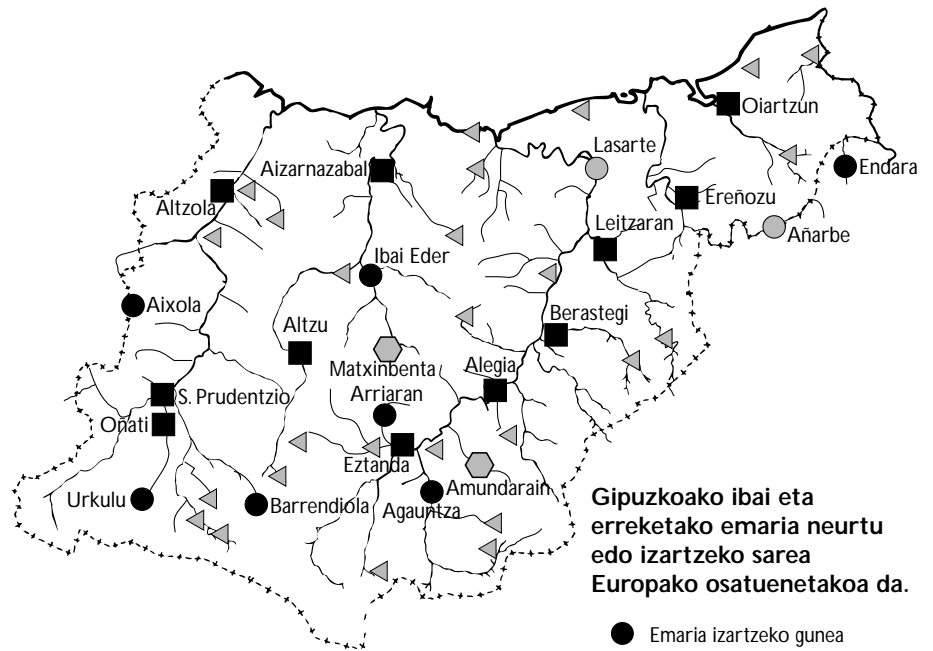 Oiartzun
Lasarte
Endara
Aizarnazabal
Altzola
Ereñozu
Leitzaran
Añarbe
Ibai Eder
Aixola
Berastegi
Altzu
Matxinbenta
Alegia
Arriaran
S. Prudentzio
Oñati
Eztanda
Amundarain
Urkulu
Barrendiola
Agauntza
Gipuzkoako ibai eta
erreketako emaria neurtu
edo izartzeko sarea
Europako osatuenetakoa da.
Emaria izartzeko gunea